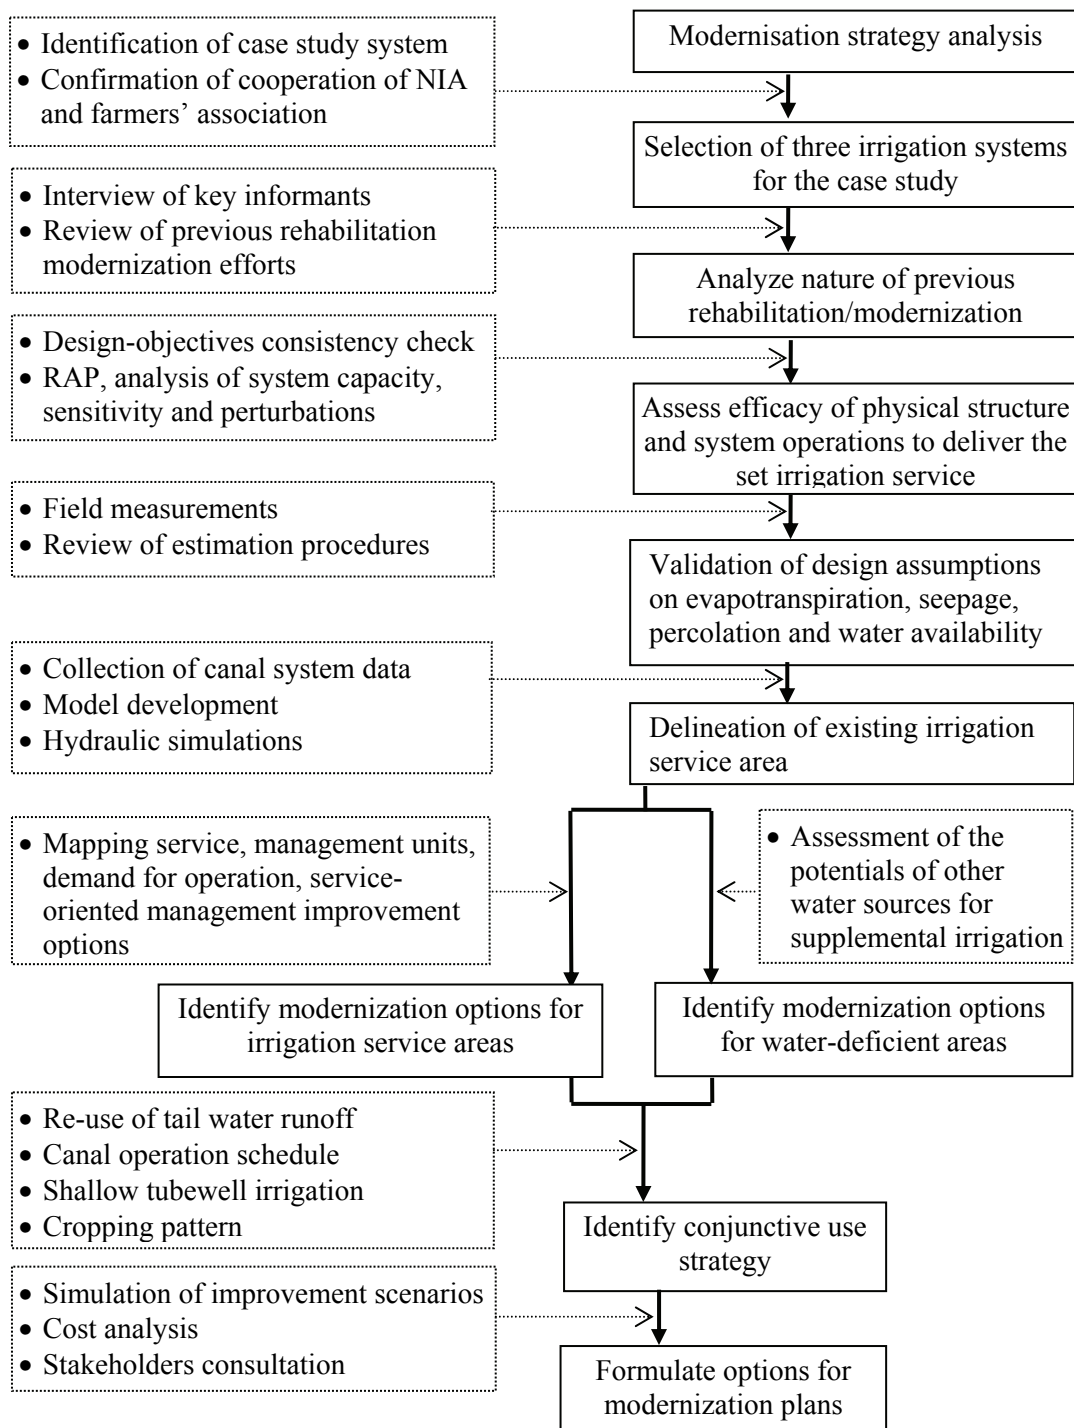 Modernisation strategy analysis
• Identification of case study system
• Confirmation of cooperation of NIA
and farmers’ association
Selection of three irrigation systems
for the case study
• Interview of key informants
• Review of previous rehabilitation
modernization efforts
Analyze nature of previous
rehabilitation/modernization
• Design-objectives consistency check
• RAP, analysis of system capacity,
sensitivity and perturbations
Assess efficacy of physical structure
and system operations to deliver the
set irrigation service
• Field measurements
• Review of estimation procedures
Validation of design assumptions
on evapotranspiration, seepage,
percolation and water availability
• Collection of canal system data
• Model development
• Hydraulic simulations
Delineation of existing irrigation
service area
• Mapping service, management units,
demand for operation, service-
oriented management improvement
options
• Assessment of the
potentials of other
water sources for
supplemental irrigation
Identify modernization options for
irrigation service areas
Identify modernization options
for water-deficient areas
• Re-use of tail water runoff
• Canal operation schedule
• Shallow tubewell irrigation
• Cropping pattern
Identify conjunctive use
strategy
• Simulation of improvement scenarios
• Cost analysis
• Stakeholders consultation
Formulate options for
modernization plans